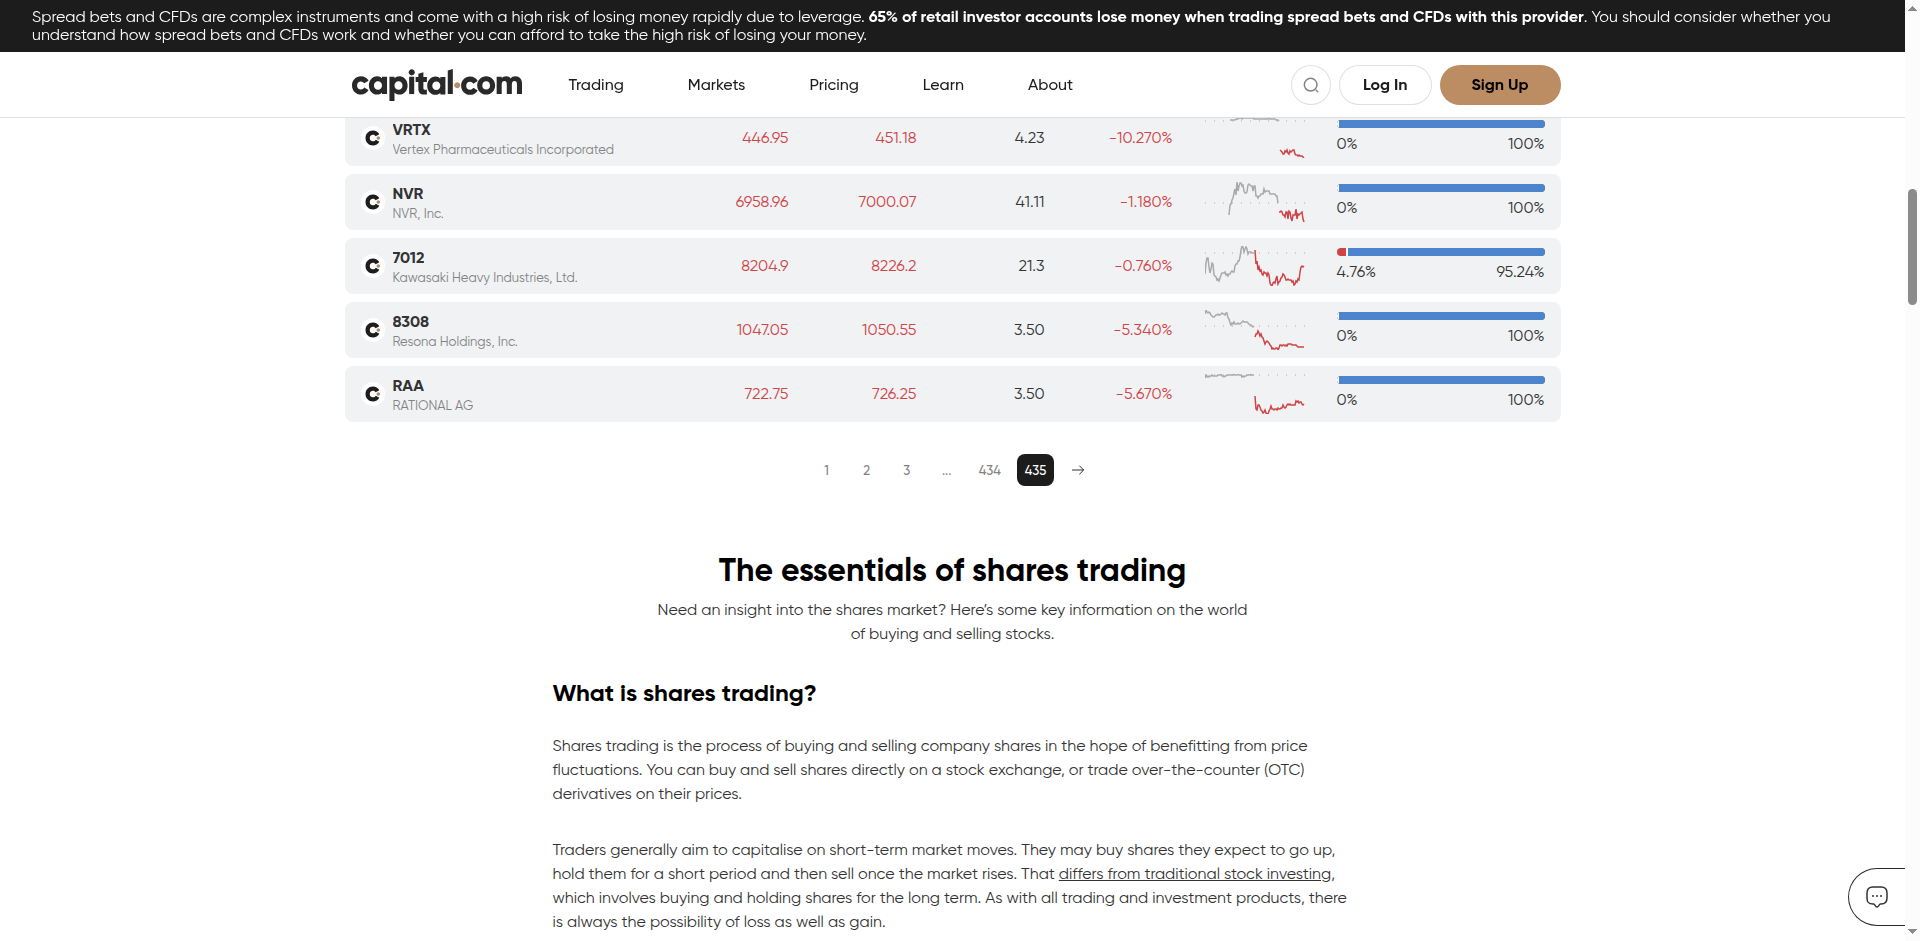 Spread bets and CFDs are complex instruments and come with a high risk of losing money rapidly due to leverage. 65% of retail investor accounts lose money when trading spread bets and CFDs with this provider. You should consider whether you
understand how spread bets and CFDs work and whether you can afford to take the high risk of losing your money.
capital.com Trading Markets Pricing Learn About Log In Sign Up
VRTX
Vertex Pharmaceuticals Incorporated
446.95 451.18 4.23 -10.270% 0% 100%
NVR
NVR, Inc.
6958.96 7000.07 41.11 -1.180% 0% 100%
7012
Kawasaki Heavy Industries, Ltd.
8204.9 8226.2 21.3 -0.760% 4.76% 95.24%
8308
Resona Holdings, Inc.
1047.05 1050.55 3.50 -5.340% 0% 100%
RAA
RATIONAL AG
722.75 726.25 3.50 -5.670% 0% 100%
1 2 3 ... 434 435
The essentials of shares trading
Need an insight into the shares market? Here's some key information on the world
of buying and selling stocks.
What is shares trading?
Shares trading is the process of buying and selling company shares in the hope of benefitting from price
fluctuations. You can buy and sell shares directly on a stock exchange, or trade over-the-counter (OTC)
derivatives on their prices.
Traders generally aim to capitalise on short-term market moves. They may buy shares they expect to go up,
hold them for a short period and then sell once the market rises. That differs from traditional stock investing,
which involves buying and holding shares for the long term. As with all trading and investment products, there
is always the possibility of loss as well as gain.